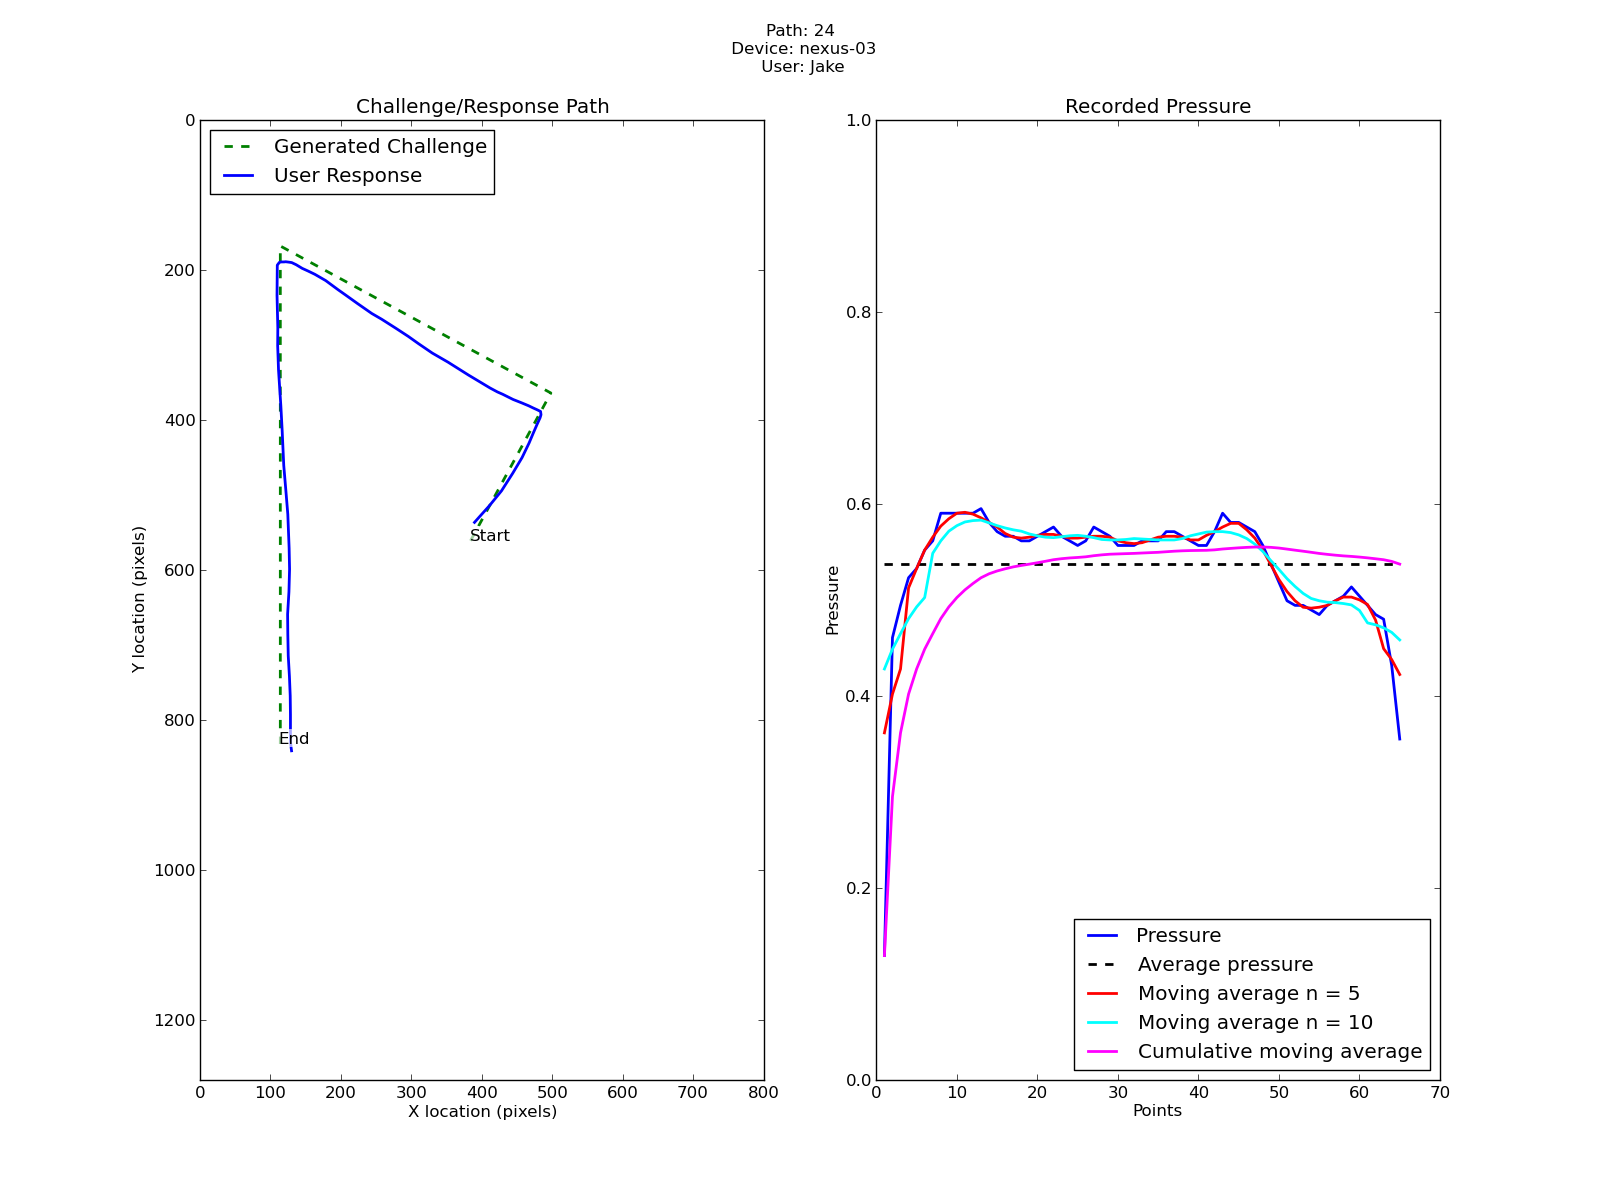 Path: 24
Device: nexus-03
User: Jake
Challenge/Response Path
Generated Challenge
User Response
0
200
400
600
800
1000
1200
Y location (pixels)
Start
End
0 100 200 300 400 500 600 700 800
X location (pixels)
Recorded Pressure
1.0
0.8
0.6
0.4
0.2
0.0
Pressure
Pressure
Average pressure
Moving average n = 5
Moving average n = 10
Cumulative moving average
0 10 20 30 40 50 60 70
Points